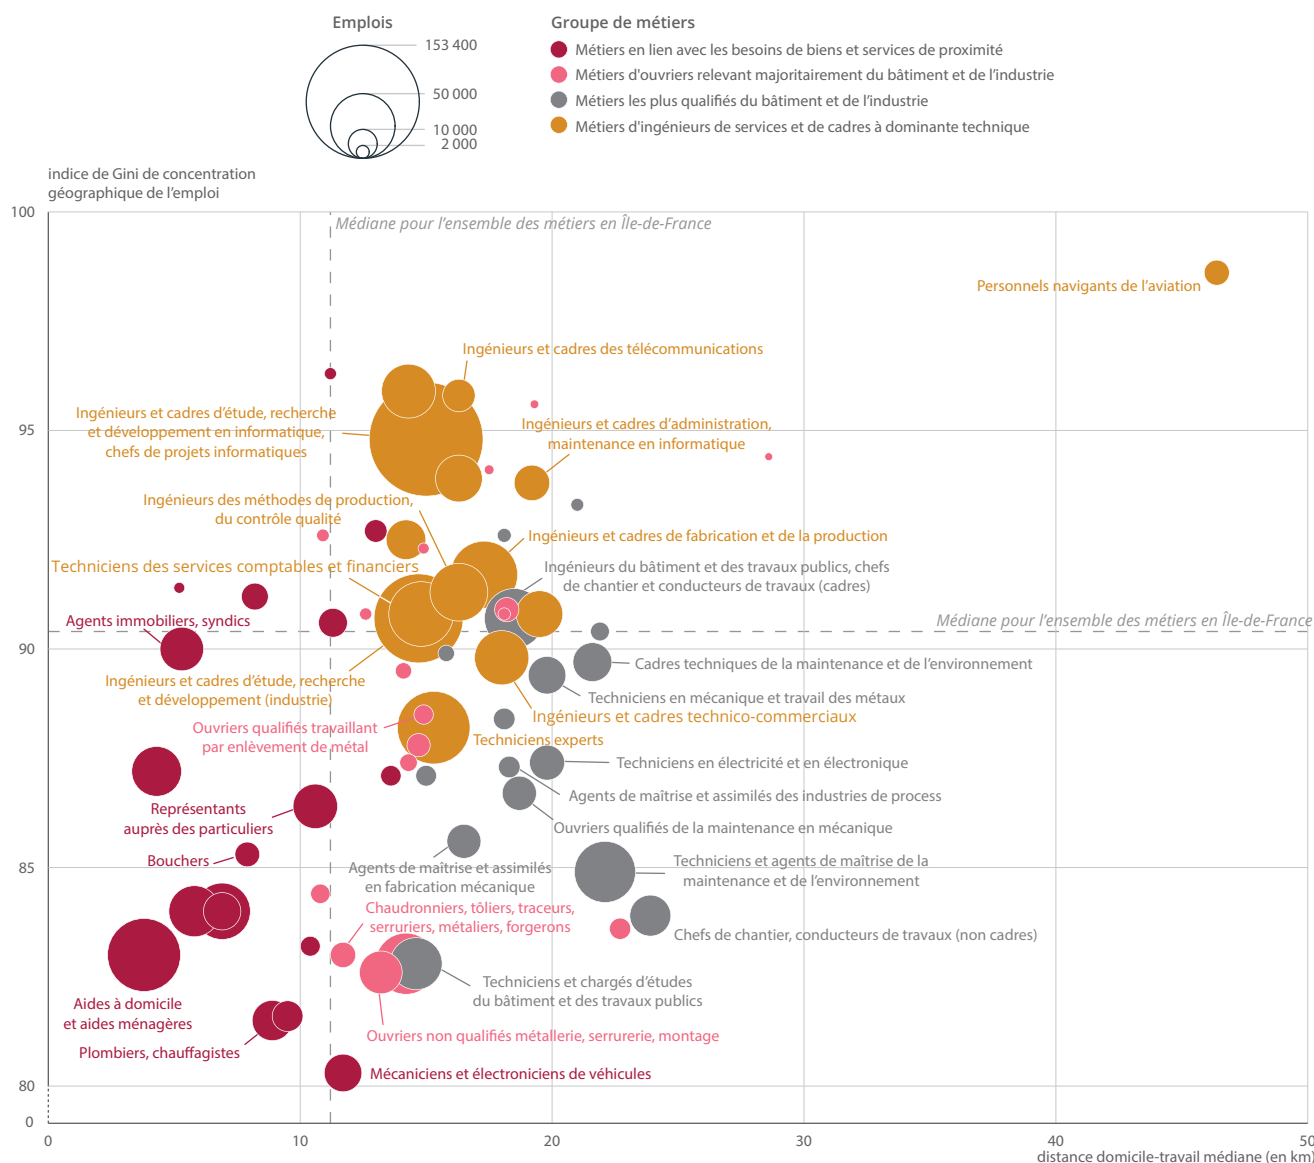 Emplois
153 400
50 000
10 000
2 000
Groupe de métiers
Métiers en lien avec les besoins de biens et services de proximité
Métiers d'ouvriers relevant majoritairement du bâtiment et de l'industrie
Métiers les plus qualifiés du bâtiment et de l'industrie
Métiers d'ingénieurs de services et de cadres à dominante technique
indice de Gini de concentration
géographique de l'emploi
100
Médiane pour l'ensemble des métiers en Île-de-France
Personnels navigants de l'aviation
Ingénieurs et cadres des télécommunications
Ingénieurs et cadres d'étude, recherche
et développement en informatique,
chefs de projets informatiques
Ingénieurs et cadres d'administration,
maintenance en informatique
95
Ingénieurs des méthodes de production,
du contrôle qualité
Ingénieurs et cadres de fabrication et de la production
Techniciens des services comptables et financiers
Ingénieurs du bâtiment et des travaux publics, chefs
de chantier et conducteurs de travaux (cadres)
Agents immobiliers, syndics
Médiane pour l'ensemble des métiers en Île-de-France
90
Cadres techniques de la maintenance et de l'environnement
Ingénieurs et cadres d'étude, recherche
et développement (industrie)
Techniciens en mécanique et travail des métaux
Ingénieurs et cadres technico-commerciaux
Ouvriers qualifiés travaillant
par enlèvement de métal
Techniciens experts
Techniciens en électricité et en électronique
Agents de maîtrise et assimilés des industries de process
Représentants
auprès des particuliers
Ouvriers qualifiés de la maintenance en mécanique
Bouchers
85
Agents de maîtrise et assimilés
en fabrication mécanique
Techniciens et agents de maîtrise de la
maintenance et de l'environnement
Chaudronniers, tôliers, traceurs,
serruriers, métaliers, forgerons
Chefs de chantier, conducteurs de travaux (non cadres)
Techniciens et chargés d'études
du bâtiment et des travaux publics
Aides à domicile
et aides ménagères
Ouvriers non qualifiés métallerie, serrurerie, montage
Plombiers, chauffagistes
Mécaniciens et électroniciens de véhicules
80
0
0
10
20
30
40
50
distance domicile-travail médiane (en km)